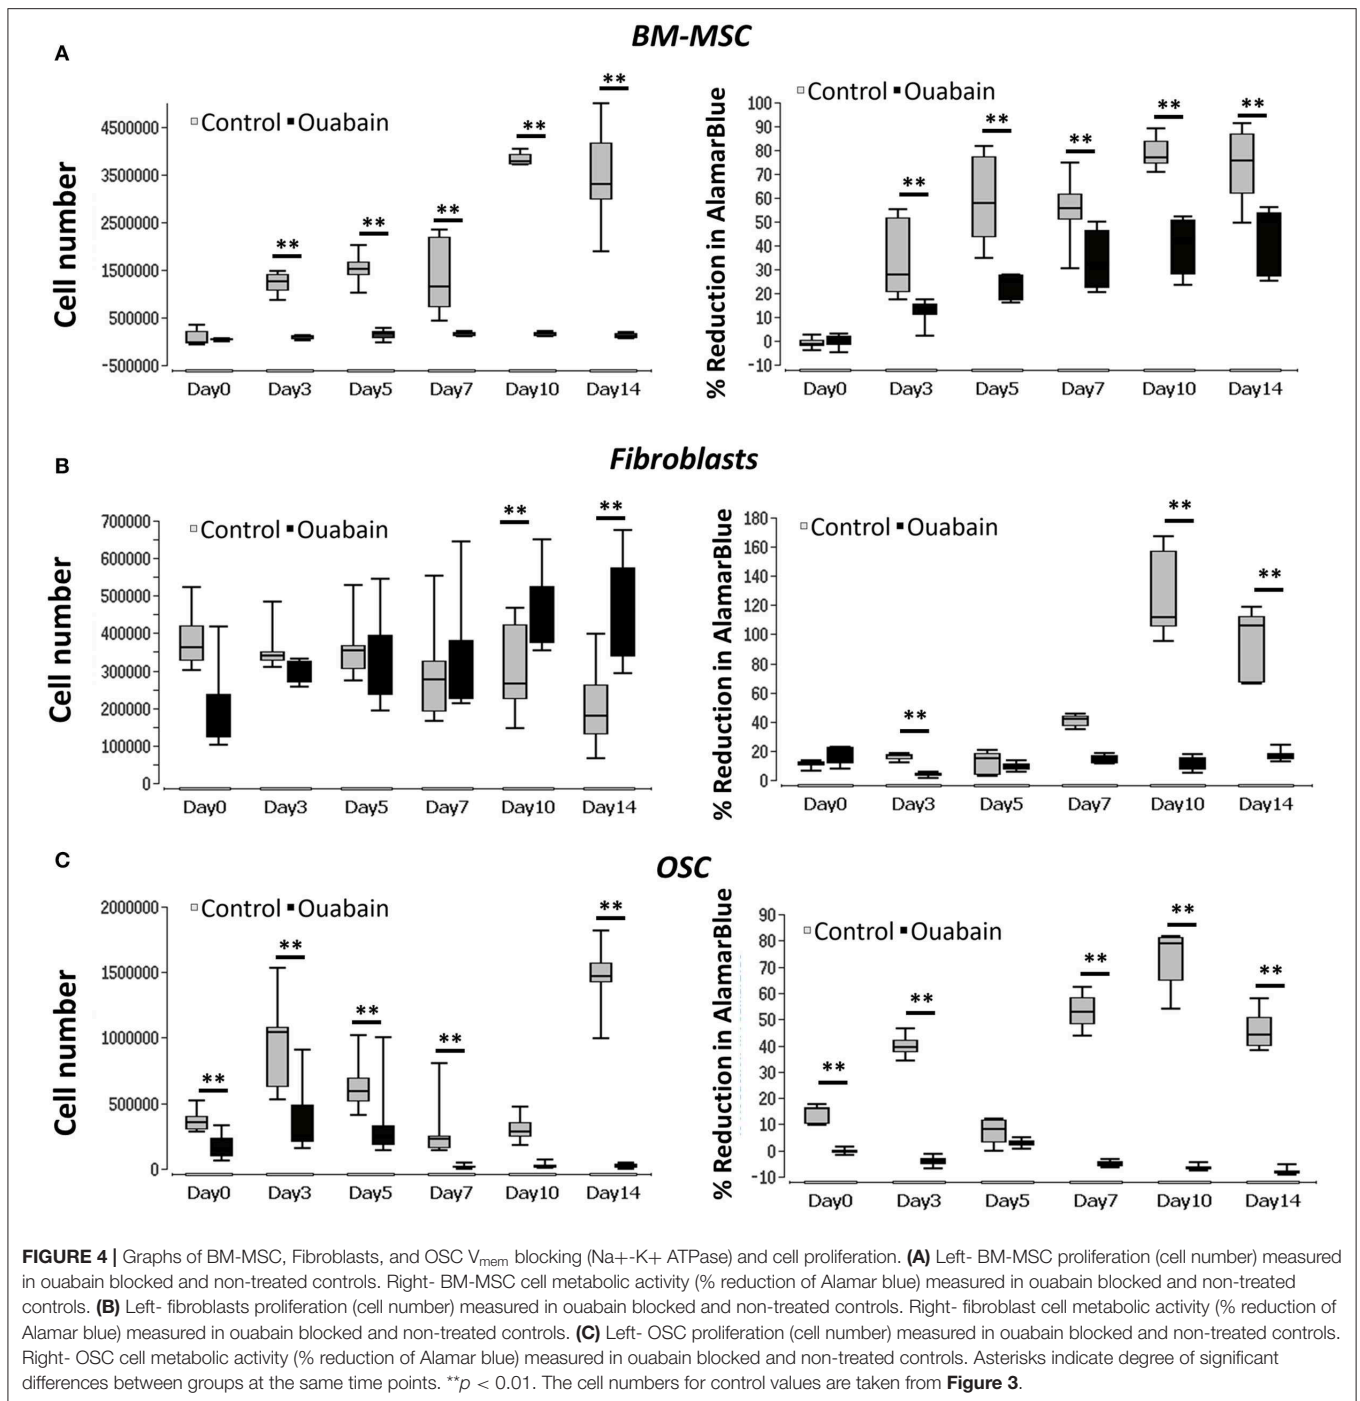 BM-MSC
A
Control Ouabain
Cell number
4500000
3500000
2500000
1500000
500000
-500000
** ** ** ** **
Day0 Day3 Day5 Day7 Day10 Day14
Control Ouabain
% Reduction in AlamarBlue
100
90
80
70
60
50
40
30
20
10
0
-10
** ** ** ** **
Day0 Day3 Day5 Day7 Day10 Day14
B
Fibroblasts
Control Ouabain
Cell number
700000
600000
500000
400000
300000
200000
100000
0
** **
Day0 Day3 Day5 Day7 Day10 Day14
Control Ouabain
% Reduction in AlamarBlue
180
160
140
120
100
80
60
40
20
0
** ** **
Day0 Day3 Day5 Day7 Day10 Day14
C
OSC
Control Ouabain
Cell number
2000000
1500000
1000000
500000
0
** ** ** ** **
Day0 Day3 Day5 Day7 Day10 Day14
Control Ouabain
% Reduction in AlamarBlue
90
80
70
60
50
40
30
20
10
0
-10
** ** ** ** **
Day0 Day3 Day5 Day7 Day10 Day14
FIGURE 4 | Graphs of BM-MSC, Fibroblasts, and OSC Vmem blocking (Na+-K+ ATPase) and cell proliferation. (A) Left- BM-MSC proliferation (cell number) measured
in ouabain blocked and non-treated controls. Right- BM-MSC cell metabolic activity (% reduction of Alamar blue) measured in ouabain blocked and non-treated
controls. (B) Left- fibroblasts proliferation (cell number) measured in ouabain blocked and non-treated controls. Right- fibroblast cell metabolic activity (% reduction of
Alamar blue) measured in ouabain blocked and non-treated controls. (C) Left- OSC proliferation (cell number) measured in ouabain blocked and non-treated controls.
Right- OSC cell metabolic activity (% reduction of Alamar blue) measured in ouabain blocked and non-treated controls. Asterisks indicate degree of significant
differences between groups at the same time points. **p < 0.01. The cell numbers for control values are taken from Figure 3.